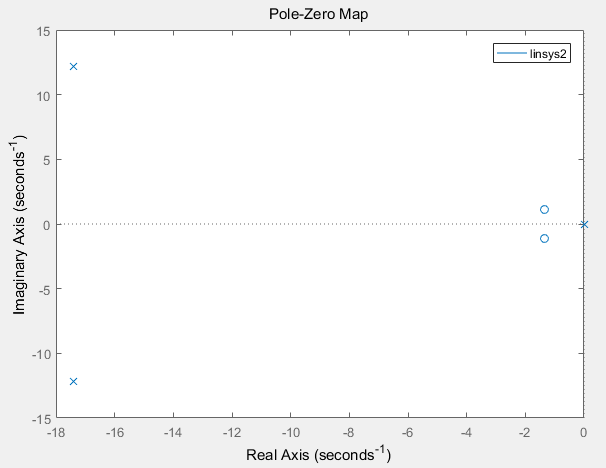 Pole-Zero Map
linsys2
15
10
5
0
-5
-10
-15
Imaginary Axis (seconds⁻¹)
-18 -16 -14 -12 -10 -8 -6 -4 -2 0
Real Axis (seconds⁻¹)